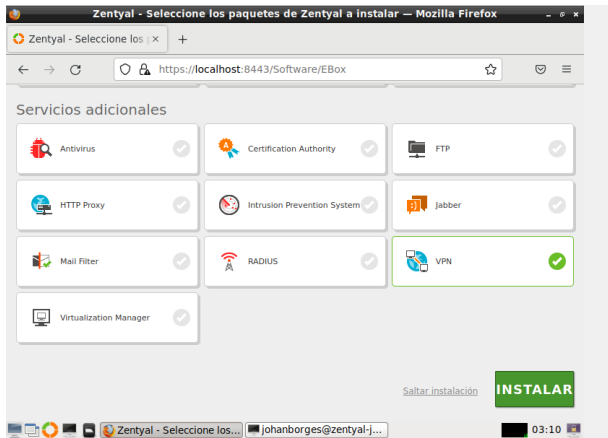 Zentyal - Seleccione los paquetes de Zentyal a instalar — Mozilla Firefox
Zentyal - Seleccione los p
https://localhost:8443/Software/EBox
Servicios adicionales
Antivirus
Certification Authority
FTP
HTTP Proxy
Intrusion Prevention System
Jabber
Mail Filter
RADIUS
VPN
Virtualization Manager
Saltar instalación
INSTALAR
Zentyal - Seleccione los...
johanborges@zentyal-j...
03:10